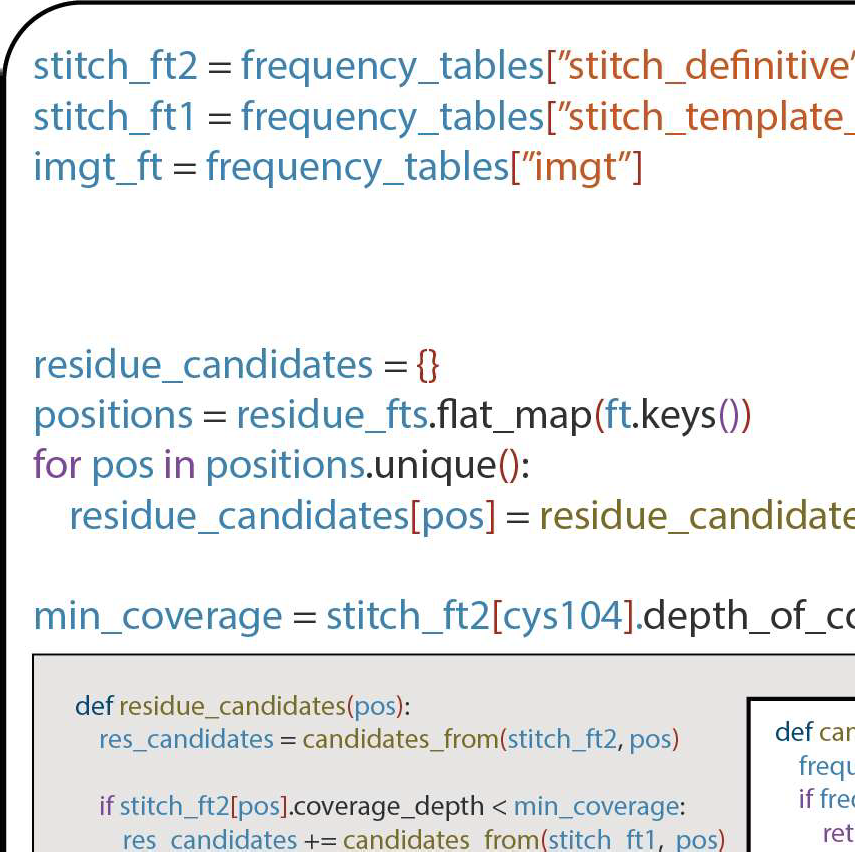 stitch_ft2 = frequency_tables["stitch_definitive"
stitch_ft1 = frequency_tables["stitch_template_
imgt_ft = frequency_tables["imgt"]
residue_candidates = {}
positions = residue_fts.flat_map(ft.keys())
for pos in positions.unique():
residue_candidates[pos] = residue_candidate
min_coverage = stitch_ft2[cys104].depth_of_co
def residue_candidates(pos):
res_candidates = candidates_from(stitch_ft2, pos)
if stitch_ft2[pos].coverage_depth < min_coverage:
res_candidates += candidates_from(stitch_ft1, pos)
def can
frequ
if fre
ret